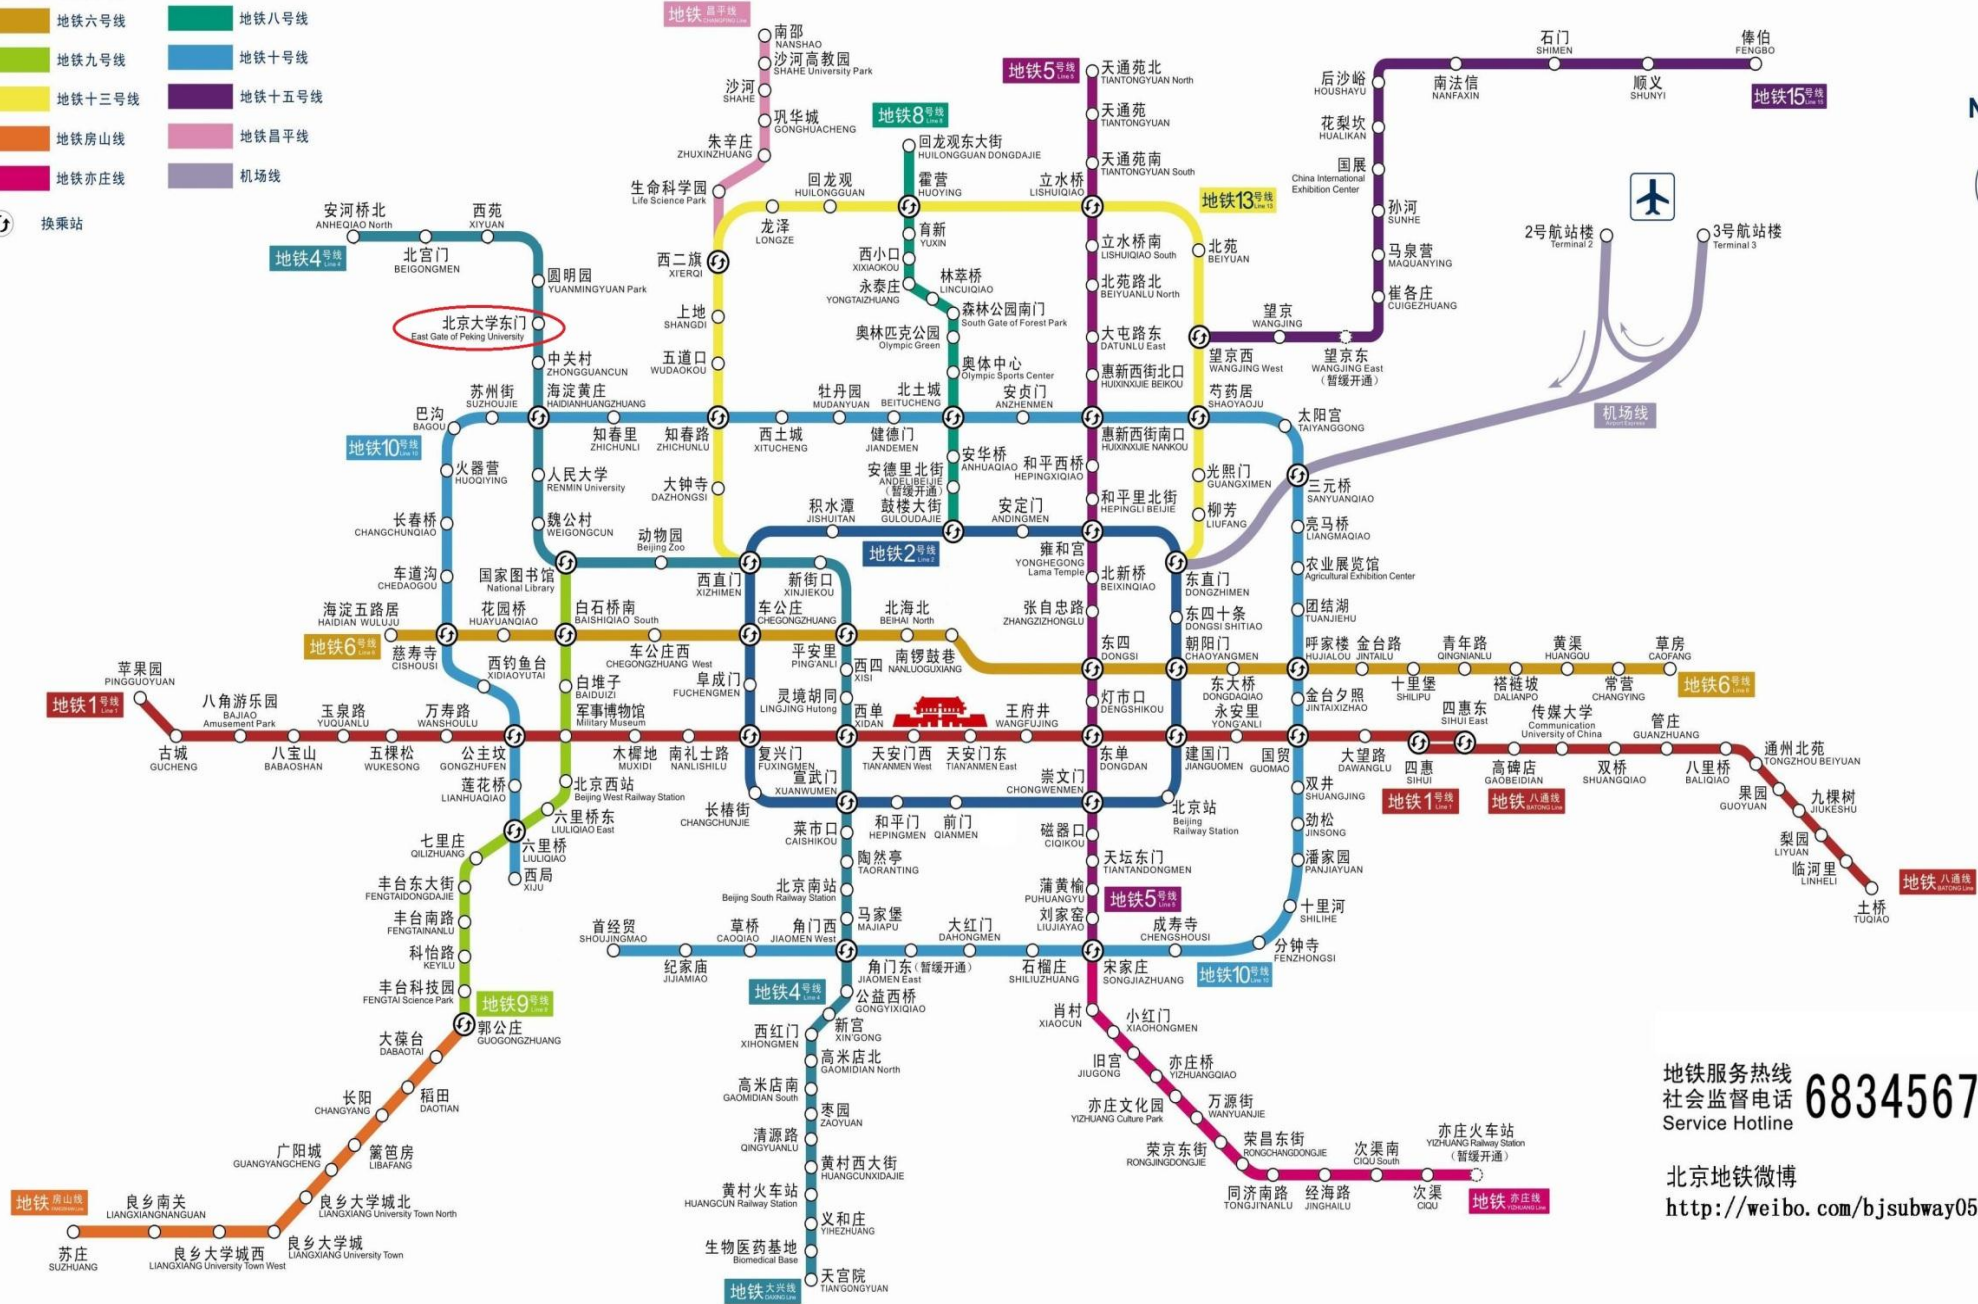 地铁六号线
地铁八号线
地铁九号线
地铁十号线
地铁十三号线
地铁十五号线
地铁房山线
地铁昌平线
地铁亦庄线
机场线
换乘站
地铁 昌平线
CHANGPING Line
南邵
NANSHAO
沙河高教园
SHAHE University Park
沙河
SHAHE
巩华城
GONGHUACHENG
朱辛庄
ZHUXINZHUANG
生命科学园
Life Science Park
西二旗
XI'ERQI
地铁8号线
回龙观东大街
HUILONGGUAN DONGDAJIE
霍营
HUOYING
育新
YUXIN
西小口
XIXIAOKOU
永泰庄
YONGTAIZHUANG
林萃桥
LINCUIQIAO
森林公园南门
South Gate of Forest Park
奥林匹克公园
Olympic Green
奥体中心
Olympic Sports Center
北土城
BEITUCHENG
安华桥
ANHUAQIAO
安德里北街
ANDELIBEIJIE
(暂缓开通)
鼓楼大街
GULOUDAJIE
地铁5号线
Line 5
天通苑北
TIANTONGYUAN North
天通苑
TIANTONGYUAN
天通苑南
TIANTONGYUAN South
立水桥
LISHUIQIAO
立水桥南
LISHUIQIAO South
北苑路北
BEIYUANLU North
大屯路东
DATUNLU East
惠新西街北口
HUIXINXIJIE BEIKOU
惠新西街南口
HUIXINXIJIE NANKOU
和平西桥
HEPINGXIQIAO
和平里北街
HEPINGLI BEIJIE
雍和宫
YONGHEGONG
Lama Temple
北新桥
BEIXINQIAO
张自忠路
ZHANGZIZHONGLU
东四
DONGSI
灯市口
DENGSHIKOU
东单
DONGDAN
崇文门
CHONGWENMEN
磁器口
CIQIKOU
天坛东门
TIANTANDONGMEN
蒲黄榆
PUHUANGYU
地铁5号线
Line 5
刘家窑
LIUJIAYAO
宋家庄
SONGJIAZHUANG
地铁15号线
Line 15
俸伯
FENGBO
顺义
SHUNYI
石门
SHIMEN
南法信
NANFAXIN
后沙峪
HOUSHAYU
花梨坎
HUALIKAN
国展
China International
Exhibition Center
孙河
SUNHE
马泉营
MAQUANYING
崔各庄
CUIGEZHUANG
望京东
WANGJING East
(暂缓开通)
望京
WANGJING
望京西
WANGJING West
地铁13号线
Line 13
回龙观
HUILONGGUAN
龙泽
LONGZE
上地
SHANGDI
五道口
WUDAOKOU
知春路
ZHICHUNLU
大钟寺
DAZHONGSI
西直门
XIZHIMEN
北苑
BEIYUAN
芍药居
SHAOYAOJU
光熙门
GUANGXIMEN
柳芳
LIUFANG
东直门
DONGZHIMEN
2号航站楼
Terminal 2
3号航站楼
Terminal 3
机场线
Airport Express
安河桥北
ANHEQIAO North
地铁4号线
Line 4
北宫门
BEIGONGMEN
西苑
XIYUAN
圆明园
YUANMINGYUAN Park
北京大学东门
East Gate of Peking University
中关村
ZHONGGUANCUN
海淀黄庄
HAIDIANHUANGZHUANG
人民大学
RENMIN University
魏公村
WEIGONGCUN
国家图书馆
National Library
动物园
Beijing Zoo
新街口
XINJIEKOU
平安里
PING'ANLI
西四
XISI
灵境胡同
LINGJING Hutong
西单
XIDAN
宣武门
XUANWUMEN
菜市口
CAISHIKOU
陶然亭
TAORANTING
北京南站
Beijing South Railway Station
马家堡
MAJIAPU
角门西
JIAOMEN West
地铁4号线
Line 4
公益西桥
GONGYIXIQIAO
新宫
XIN'GONG
西红门
XIHONGMEN
高米店北
GAOMIDIAN North
高米店南
GAOMIDIAN South
枣园
ZAOYUAN
清源路
QINGYUANLU
黄村西大街
HUANGCUNXIDAJIE
黄村火车站
HUANGCUN Railway Station
义和庄
YIHEZHUANG
生物医药基地
Biomedical Base
天宫院
TIAN'GONGYUAN
地铁 大兴线
DAXING Line
地铁10号线
Line 10
巴沟
BAGOU
苏州街
SUZHOUJIE
知春里
ZHICHUNLI
西土城
XITUCHENG
牡丹园
MUDANYUAN
健德门
JIANDEMEN
安贞门
ANZHENMEN
太阳宫
TAIYANGGONG
三元桥
SANYUANQIAO
亮马桥
LIANGMAQIAO
农业展览馆
Agricultural Exhibition Center
团结湖
TUANJIEHU
呼家楼
HUJIALOU
金台夕照
JINTAIXIZHAO
国贸
GUOMAO
双井
SHUANGJING
劲松
JINSONG
潘家园
PANJIAYUAN
十里河
SHILIHE
分钟寺
FENZHONGSI
地铁10号线
Line 10
成寿寺
CHENGSHOUSI
石榴庄
SHILIUZHUANG
大红门
DAHONGMEN
角门东(暂缓开通)
JIAOMEN East
草桥
CAOQIAO
纪家庙
JIJIAMIAO
首经贸
SHOUJINGMAO
火器营
HUOQIYING
长春桥
CHANGCHUNQIAO
车道沟
CHEDAOGOU
慈寿寺
CISHOUSI
西钓鱼台
XIDIAOYUTAI
公主坟
GONGZHUFEN
莲花桥
LIANHUAQIAO
六里桥
LIULIQIAO
西局
XIJU
地铁2号线
Line 2
积水潭
JISHUITAN
安定门
ANDINGMEN
东四十条
DONGSI SHITIAO
朝阳门
CHAOYANGMEN
建国门
JIANGUOMEN
北京站
Beijing
Railway Station
前门
QIANMEN
和平门
HEPINGMEN
长椿街
CHANGCHUNJIE
复兴门
FUXINGMEN
阜成门
FUCHENGMEN
车公庄
CHEGONGZHUANG
地铁6号线
Line 6
海淀五路居
HAIDIAN WULUJU
花园桥
HUAYUANQIAO
白石桥南
BAISHIQIAO South
车公庄西
CHEGONGZHUANG West
北海北
BEIHAI North
南锣鼓巷
NANLUOGUXIANG
东大桥
DONGDAQIAO
金台路
JINTAILU
十里堡
SHILIPU
青年路
QINGNIANLU
褡裢坡
DALIANPO
黄渠
HUANGQU
常营
CHANGYING
草房
CAOFANG
地铁6号线
Line 6
地铁1号线
Line 1
苹果园
PINGGUOYUAN
古城
GUCHENG
八角游乐园
BAJIAO
Amusement Park
八宝山
BABAOSHAN
玉泉路
YUQUANLU
五棵松
WUKESONG
万寿路
WANSHOULU
军事博物馆
Military Museum
木樨地
MUXIDI
南礼士路
NANLISHILU
天安门西
TIAN'ANMEN West
天安门东
TIAN'ANMEN East
王府井
WANGFUJING
永安里
YONG'ANLI
大望路
DAWANGLU
四惠
SIHUI
四惠东
SIHUI East
地铁1号线
Line 1
地铁 八通线
BATONG Line
高碑店
GAOBEIDIAN
传媒大学
Communication
University of China
双桥
SHUANGQIAO
管庄
GUANZHUANG
八里桥
BALIQIAO
通州北苑
TONGZHOU BEIYUAN
果园
GUOYUAN
九棵树
JIUKESHU
梨园
LIYUAN
临河里
LINHELI
土桥
TUQIAO
地铁 八通线
BATONG Line
白堆子
BAIDUIZI
北京西站
Beijing West Railway Station
六里桥东
LIULIQIAO East
七里庄
QILIZHUANG
丰台东大街
FENGTAIDONGDAJIE
丰台南路
FENGTAINANLU
科怡路
KEYILU
丰台科技园
FENGTAI Science Park
地铁9号线
Line 9
郭公庄
GUOGONGZHUANG
大葆台
DABAOTAI
稻田
DAOTIAN
长阳
CHANGYANG
篱笆房
LIBAFANG
广阳城
GUANGYANGCHENG
良乡大学城北
LIANGXIANG University Town North
良乡大学城
LIANGXIANG University Town
良乡大学城西
LIANGXIANG University Town West
良乡南关
LIANGXIANGNANGUAN
苏庄
SUZHUANG
地铁 房山线
肖村
XIAOCUN
小红门
XIAOHONGMEN
旧宫
JIUGONG
亦庄桥
YIZHUANGQIAO
亦庄文化园
YIZHUANG Culture Park
万源街
WANYUANJIE
荣京东街
RONGJINGDONGJIE
荣昌东街
RONGCHANGDONGJIE
同济南路
TONGJI'NANLU
经海路
JINGHAILU
次渠南
CIQU South
次渠
CIQU
亦庄火车站
YIZHUANG Railway Station
(暂缓开通)
地铁 亦庄线
YIZHUANG Line
地铁服务热线
社会监督电话
Service Hotline
6834567
北京地铁微博
http://weibo.com/bjsubway05